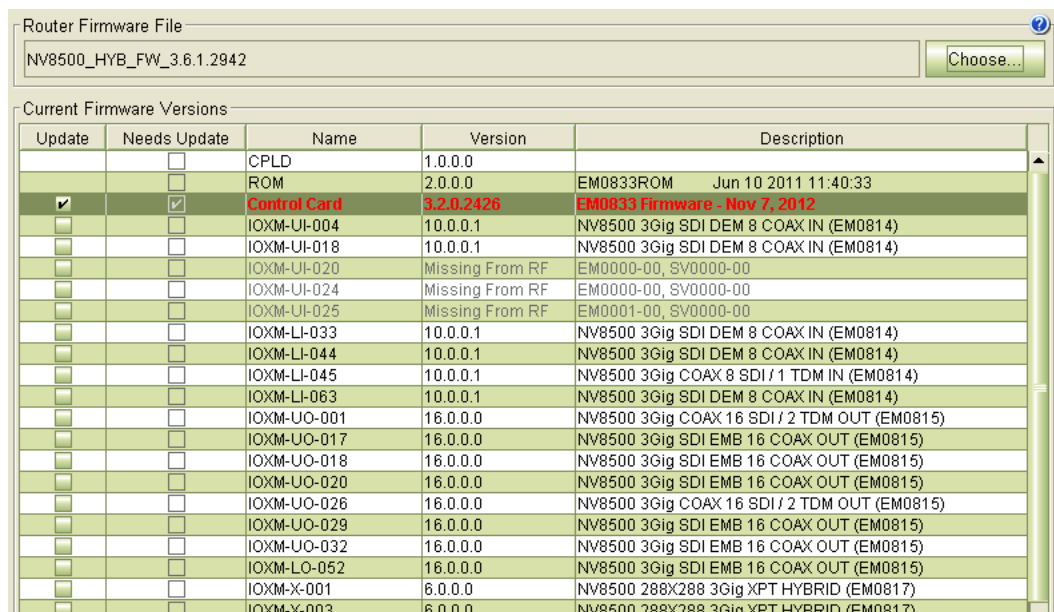 Router Firmware File
NV8500_HYB_FW_3.6.1.2942 Choose...
Current Firmware Versions
Update Needs Update Name Version Description
CPLD 1.0.0.0
ROM 2.0.0.0 EM0833ROM Jun 10 2011 11:40:33
Control Card 3.2.0.2426 EM0833 Firmware - Nov 7, 2012
IOXM-UI-004 10.0.0.1 NV8500 3Gig SDI DEM 8 COAX IN (EM0814)
IOXM-UI-018 10.0.0.1 NV8500 3Gig SDI DEM 8 COAX IN (EM0814)
IOXM-UI-020 Missing From RF EM0000-00, SV0000-00
IOXM-UI-024 Missing From RF EM0000-00, SV0000-00
IOXM-UI-025 Missing From RF EM0001-00, SV0000-00
IOXM-LI-033 10.0.0.1 NV8500 3Gig SDI DEM 8 COAX IN (EM0814)
IOXM-LI-044 10.0.0.1 NV8500 3Gig SDI DEM 8 COAX IN (EM0814)
IOXM-LI-045 10.0.0.1 NV8500 3Gig COAX 8 SDI / 1 TDM IN (EM0814)
IOXM-LI-063 10.0.0.1 NV8500 3Gig SDI DEM 8 COAX IN (EM0814)
IOXM-UO-001 16.0.0.0 NV8500 3Gig COAX 16 SDI / 2 TDM OUT (EM0815)
IOXM-UO-017 16.0.0.0 NV8500 3Gig SDI EMB 16 COAX OUT (EM0815)
IOXM-UO-018 16.0.0.0 NV8500 3Gig SDI EMB 16 COAX OUT (EM0815)
IOXM-UO-020 16.0.0.0 NV8500 3Gig SDI EMB 16 COAX OUT (EM0815)
IOXM-UO-026 16.0.0.0 NV8500 3Gig COAX 16 SDI / 2 TDM OUT (EM0815)
IOXM-UO-029 16.0.0.0 NV8500 3Gig SDI EMB 16 COAX OUT (EM0815)
IOXM-UO-032 16.0.0.0 NV8500 3Gig SDI EMB 16 COAX OUT (EM0815)
IOXM-LO-052 16.0.0.0 NV8500 3Gig SDI EMB 16 COAX OUT (EM0815)
IOXM-X-001 6.0.0.0 NV8500 288X288 3Gig XPT HYBRID (EM0817)
IOXM-X-003 6.0.0.0 NV8500 288X288 3Gig XPT HYBRID (EM0817)